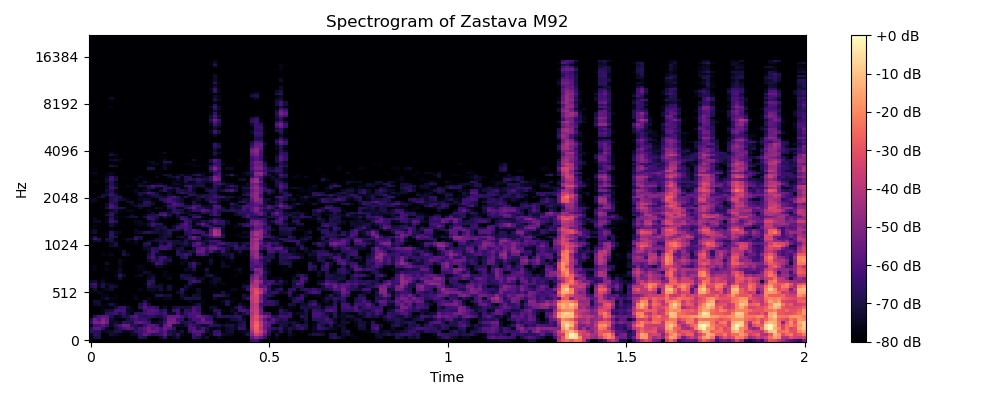 Spectrogram of Zastava M92
Hz
16384
8192
4096
2048
1024
512
0
0
0.5
1
1.5
2
Time
+0 dB
-10 dB
-20 dB
-30 dB
-40 dB
-50 dB
-60 dB
-70 dB
-80 dB